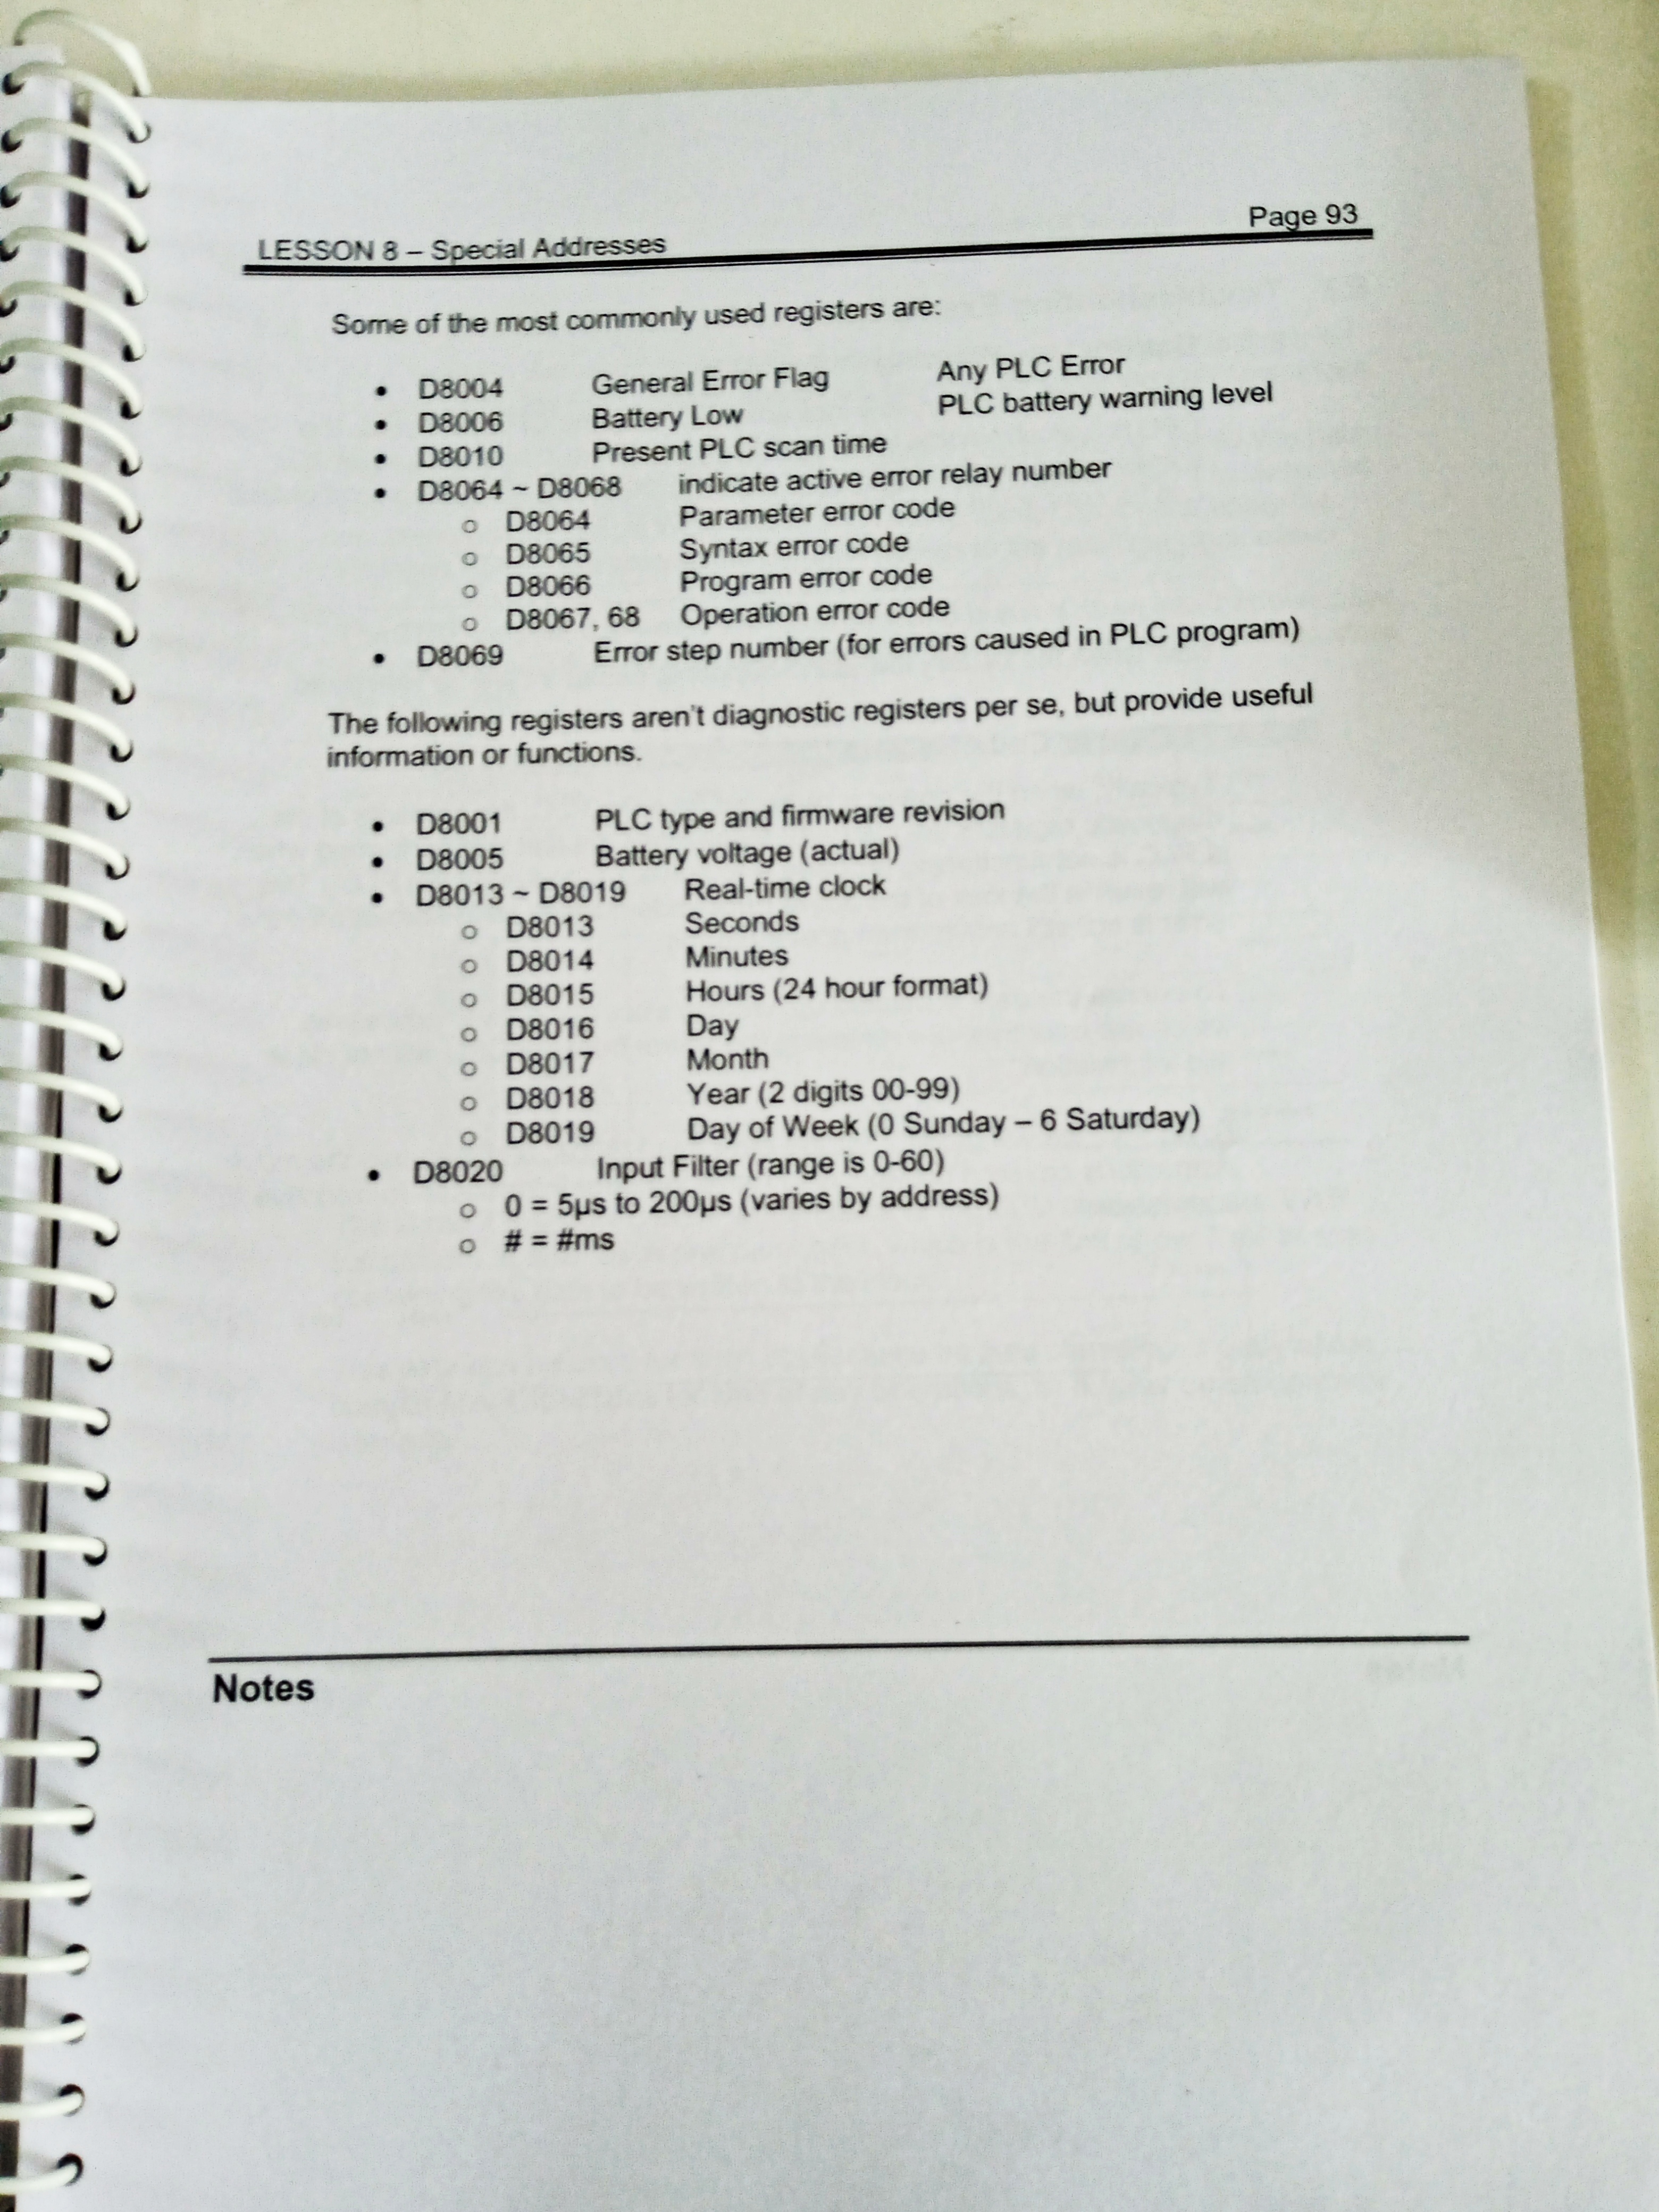 Page 93
LESSON 8 – Special Addresses
Some of the most commonly used registers are:
• D8004 General Error Flag Any PLC Error
• D8006 Battery Low PLC battery warning level
• D8010 Present PLC scan time
• D8064 ~ D8068 indicate active error relay number
o D8064 Parameter error code
o D8065 Syntax error code
o D8066 Program error code
o D8067, 68 Operation error code
• D8069 Error step number (for errors caused in PLC program)
The following registers aren't diagnostic registers per se, but provide useful
information or functions.
• D8001 PLC type and firmware revision
• D8005 Battery voltage (actual)
• D8013 ~ D8019 Real-time clock
o D8013 Seconds
o D8014 Minutes
o D8015 Hours (24 hour format)
o D8016 Day
o D8017 Month
o D8018 Year (2 digits 00-99)
o D8019 Day of Week (0 Sunday – 6 Saturday)
• D8020 Input Filter (range is 0-60)
o 0 = 5µs to 200µs (varies by address)
o # = #ms
Notes